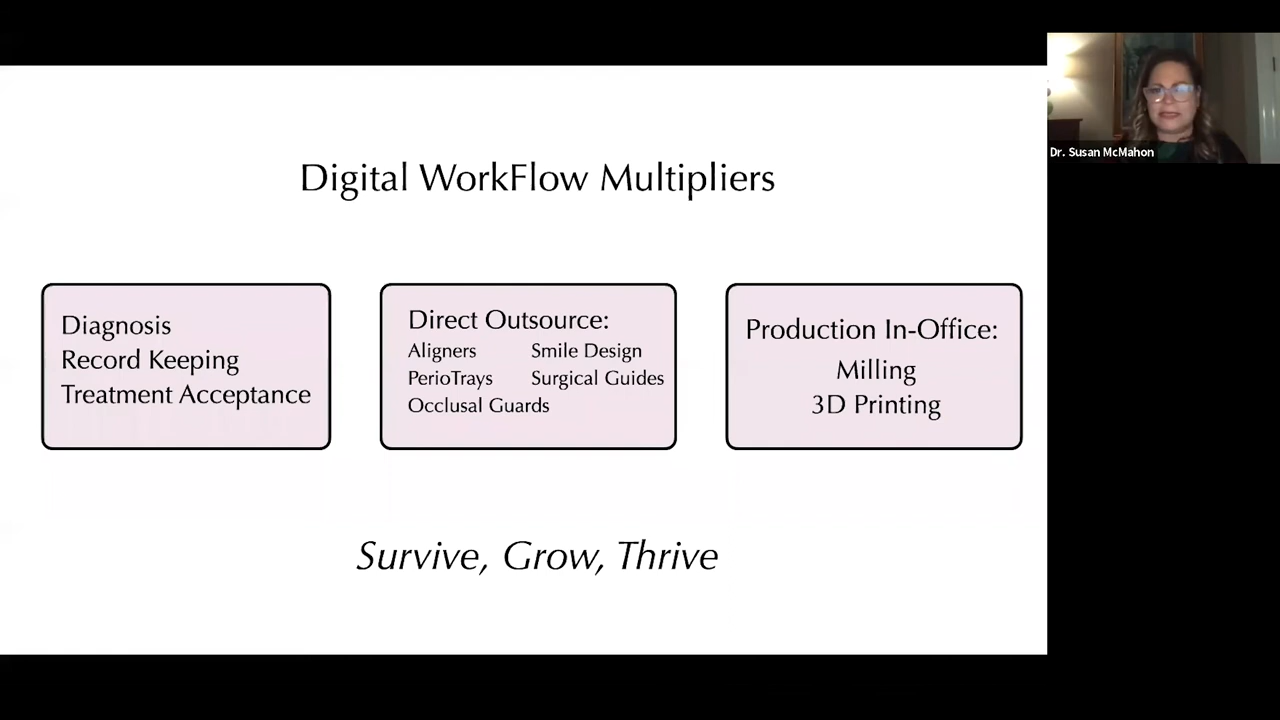 Digital WorkFlow Multipliers
Diagnosis
Record Keeping
Treatment Acceptance
Direct Outsource:
Aligners Smile Design
PerioTrays Surgical Guides
Occlusal Guards
Production In-Office:
Milling
3D Printing
Survive, Grow, Thrive
Dr. Susan McMahon